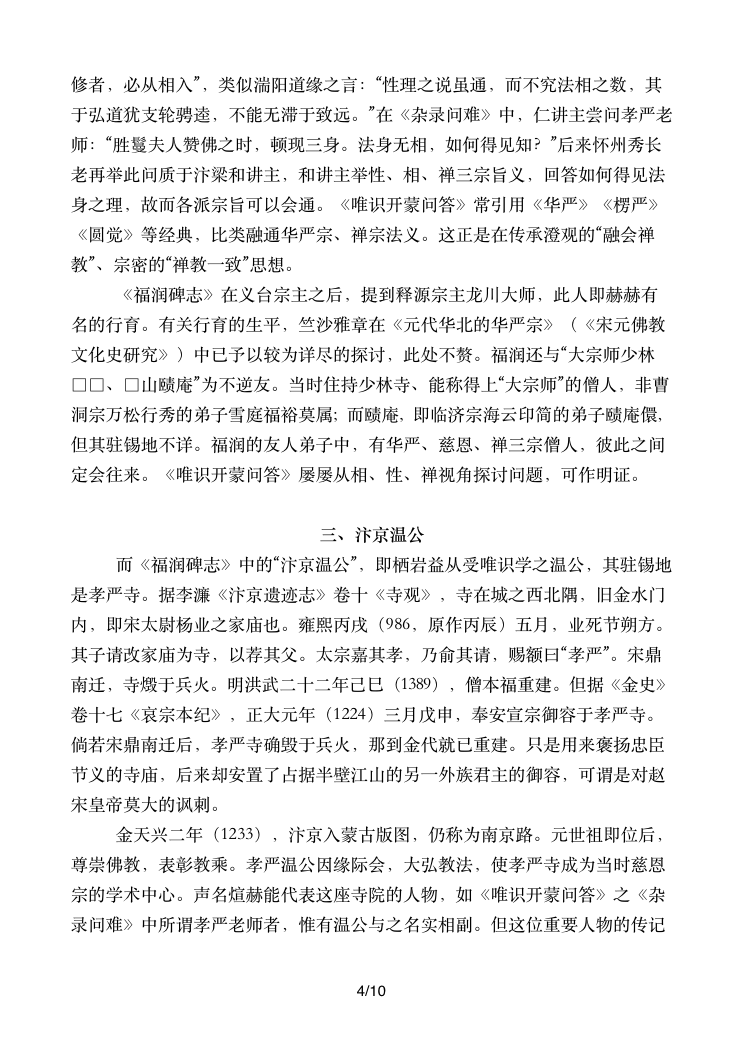 修者，必从相入”，类似湍阳道缘之言：“性理之说虽通，而不究法相之数，其
于弘道犹支轮骋逵，不能无滞于致远。”在《杂录问难》中，仁讲主尝问孝严老
师：“胜鬘夫人赞佛之时，顿现三身。法身无相，如何得见知？”后来怀州秀长
老再举此问质于汴梁和讲主，和讲主举性、相、禅三宗旨义，回答如何得见法
身之理，故而各派宗旨可以会通。《唯识开蒙问答》常引用《华严》《楞严》
《圆觉》等经典，比类融通华严宗、禅宗法义。这正是在传承澄观的“融会禅
教”、宗密的“禅教一致”思想。
《福润碑志》在义台宗主之后，提到释源宗主龙川大师，此人即赫赫有
名的行育。有关行育的生平，竺沙雅章在《元代华北的华严宗》（《宋元佛教
文化史研究》）中已予以较为详尽的探讨，此处不赘。福润还与“大宗师少林
□□、□山赜庵”为不逆友。当时住持少林寺、能称得上“大宗师”的僧人，非曹
洞宗万松行秀的弟子雪庭福裕莫属；而赜庵，即临济宗海云印简的弟子赜庵儇，
但其驻锡地不详。福润的友人弟子中，有华严、慈恩、禅三宗僧人，彼此之间
定会往来。《唯识开蒙问答》屡屡从相、性、禅视角探讨问题，可作明证。
三、汴京温公
而《福润碑志》中的“汴京温公”，即栖岩益从受唯识学之温公，其驻锡地
是孝严寺。据李濂《汴京遗迹志》卷十《寺观》，寺在城之西北隅，旧金水门
内，即宋太尉杨业之家庙也。雍熙丙戌（986，原作丙辰）五月，业死节朔方。
其子请改家庙为寺，以荐其父。太宗嘉其孝，乃俞其请，赐额曰“孝严”。宋鼎
南迁，寺燬于兵火。明洪武二十二年己巳（1389），僧本福重建。但据《金史》
卷十七《哀宗本纪》，正大元年（1224）三月戊申，奉安宣宗御容于孝严寺。
倘若宋鼎南迁后，孝严寺确毁于兵火，那到金代就已重建。只是用来褒扬忠臣
节义的寺庙，后来却安置了占据半壁江山的另一外族君主的御容，可谓是对赵
宋皇帝莫大的讽刺。
金天兴二年（1233），汴京入蒙古版图，仍称为南京路。元世祖即位后，
尊崇佛教，表彰教乘。孝严温公因缘际会，大弘教法，使孝严寺成为当时慈恩
宗的学术中心。声名煊赫能代表这座寺院的人物，如《唯识开蒙问答》之《杂
录问难》中所谓孝严老师者，惟有温公与之名实相副。但这位重要人物的传记
4/10